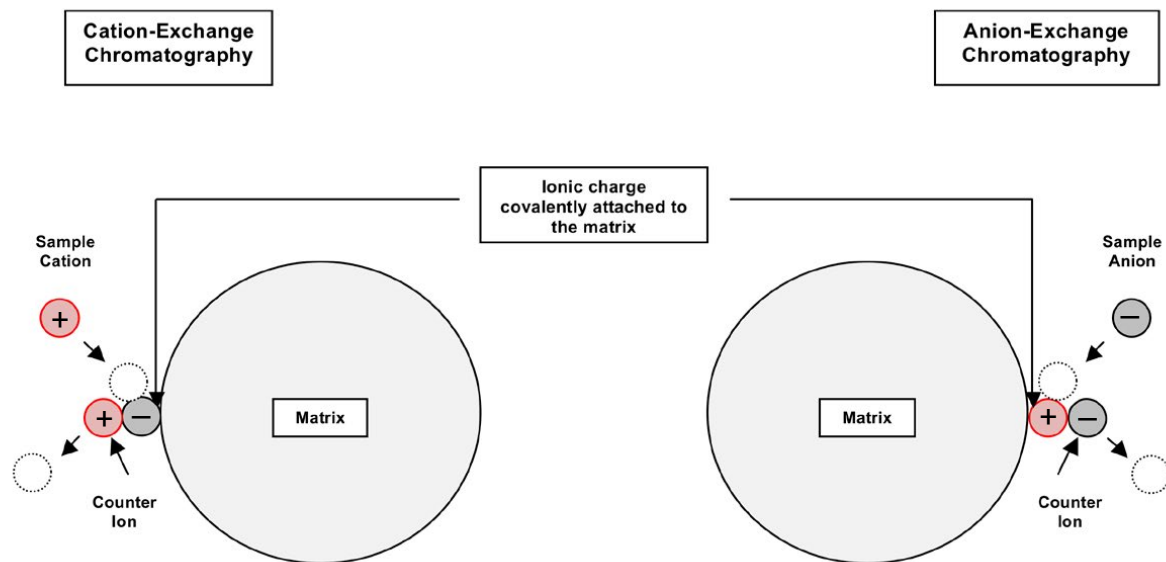 Cation-Exchange
Chromatography
Anion-Exchange
Chromatography
Ionic charge
covalently attached to
the matrix
Sample
Cation
Sample
Anion
+
−
+
−
+
−
Matrix
Matrix
Counter
Ion
Counter
Ion